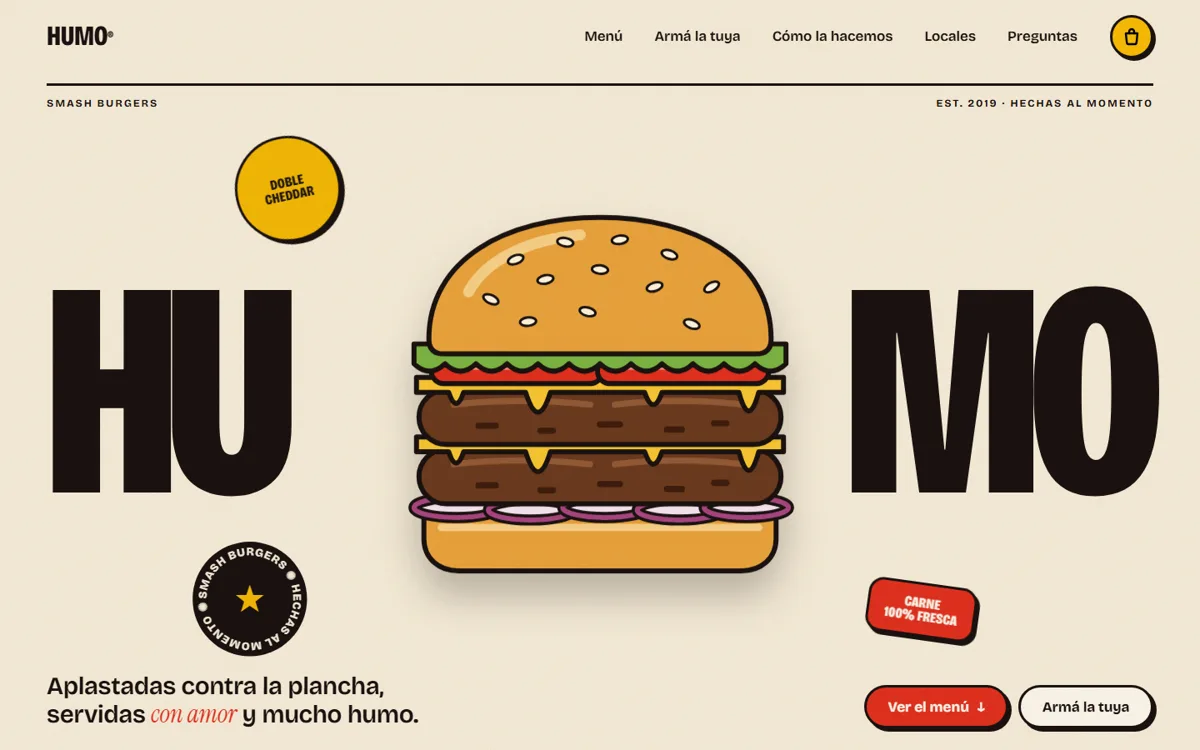 HUMO®
Menú
Armá la tuya
Cómo la hacemos
Locales
Preguntas
SMASH BURGERS
EST. 2019 · HECHAS AL MOMENTO
DOBLE
CHEDDAR
HU
MO
SMASH BURGERS ● HECHAS AL MOMENTO ●
CARNE
100% FRESCA
Aplastadas contra la plancha,
servidas con amor y mucho humo.
Ver el menú ↓
Armá la tuya